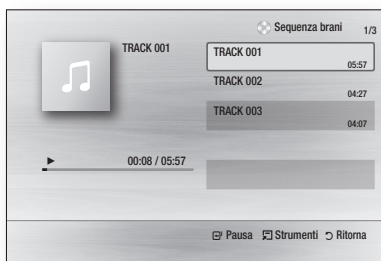 Sequenza brani 1/3
TRACK 001
TRACK 001
05:57
TRACK 002
04:27
TRACK 003
04:07
00:08 / 05:57
Pausa Strumenti Ritorna